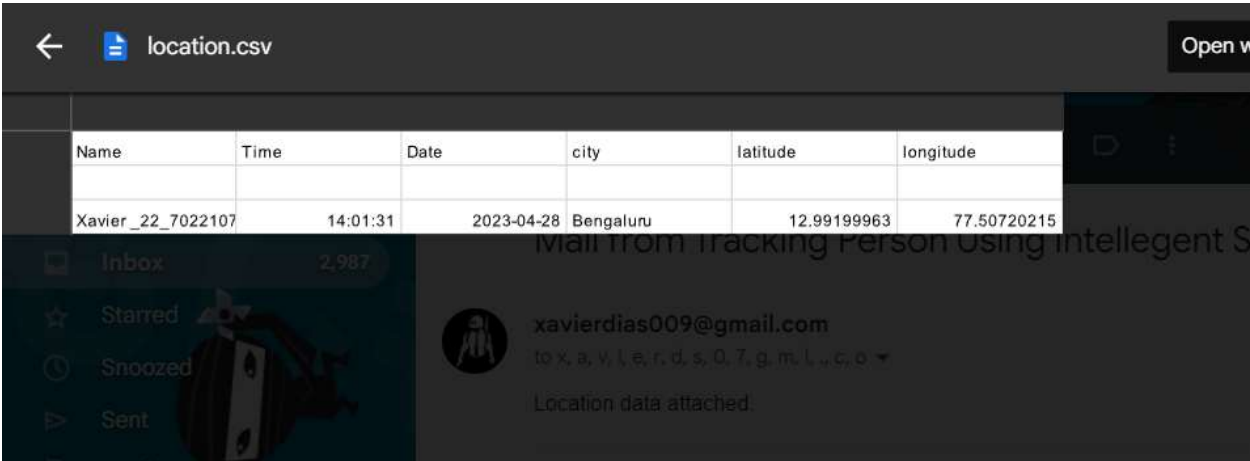 location.csv
Open w
Name Time Date city latitude longitude
Xavier _22_7022107 14:01:31 2023-04-28 Bengaluru 12.99199963 77.50720215
Mail from Tracking Person Using Intellegent S
Inbox 2,987
Starred
xavierdias009@gmail.com
to x, a, v, i, e, r, d, s, 0, 7, g, m, l, ., c, o
Snoozed
Location data attached.
Sent